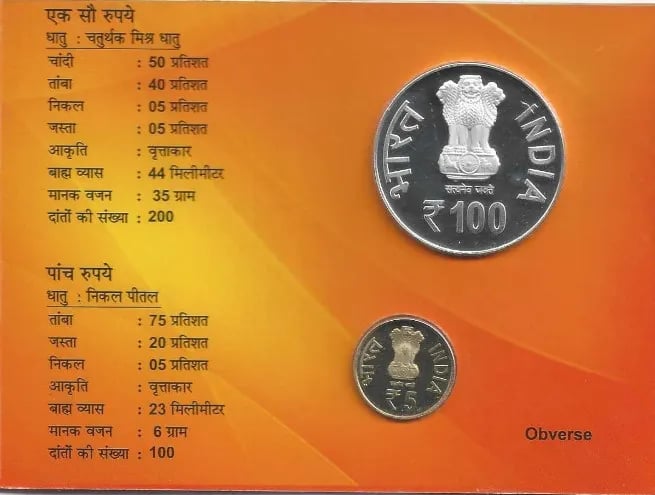 एक सौ रुपये
धातु : चतुर्थक मिश्र धातु
चांदी : 50 प्रतिशत
तांबा : 40 प्रतिशत
निकल : 05 प्रतिशत
जस्ता : 05 प्रतिशत
आकृति : वृत्ताकार
बाह्य व्यास : 44 मिलीमीटर
मानक वजन : 35 ग्राम
दांतों की संख्या : 200
भारत
INDIA
सत्यमेव जयते
₹ 100
पांच रुपये
धातु : निकल पीतल
तांबा : 75 प्रतिशत
जस्ता : 20 प्रतिशत
निकल : 05 प्रतिशत
आकृति : वृत्ताकार
बाह्य व्यास : 23 मिलीमीटर
मानक वजन : 6 ग्राम
दांतों की संख्या : 100
भारत
INDIA
₹ 5
Obverse